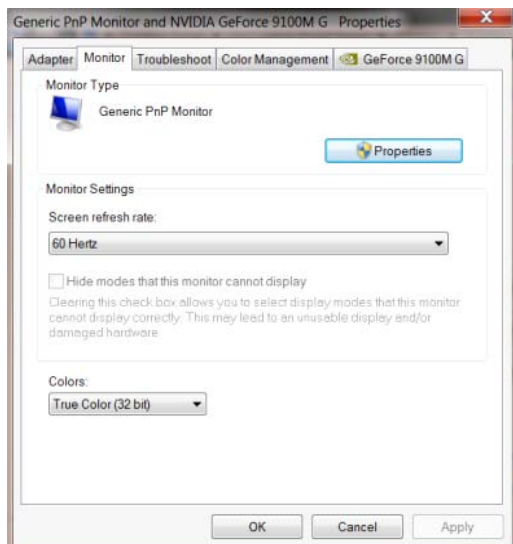 Generic PnP Monitor and NVIDIA GeForce 9100M G Properties
Adapter Monitor Troubleshoot Color Management GeForce 9100M G
Monitor Type
Generic PnP Monitor
Properties
Monitor Settings
Screen refresh rate:
60 Hertz
Hide modes that this monitor cannot display
Clearing this check box allows you to select display modes that this monitor
cannot display correctly. This may lead to an unusable display and/or
damaged hardware.
Colors:
True Color (32 bit)
OK Cancel Apply